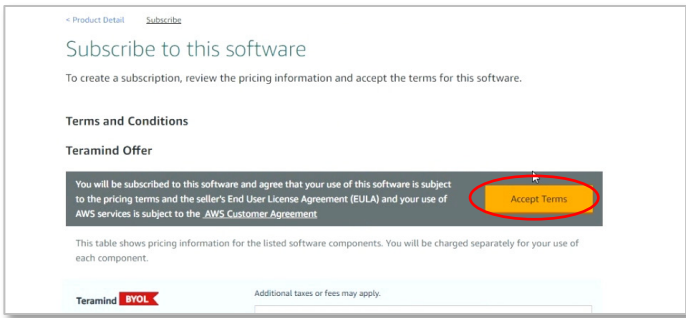 < Product Detail Subscribe
Subscribe to this software
To create a subscription, review the pricing information and accept the terms for this software.
Terms and Conditions
Teramind Offer
You will be subscribed to this software and agree that your use of this software is subject
to the pricing terms and the seller's End User License Agreement (EULA) and your use of
AWS services is subject to the AWS Customer Agreement
Accept Terms
This table shows pricing information for the listed software components. You will be charged separately for your use of
each component.
Teramind BYOL
Additional taxes or fees may apply.